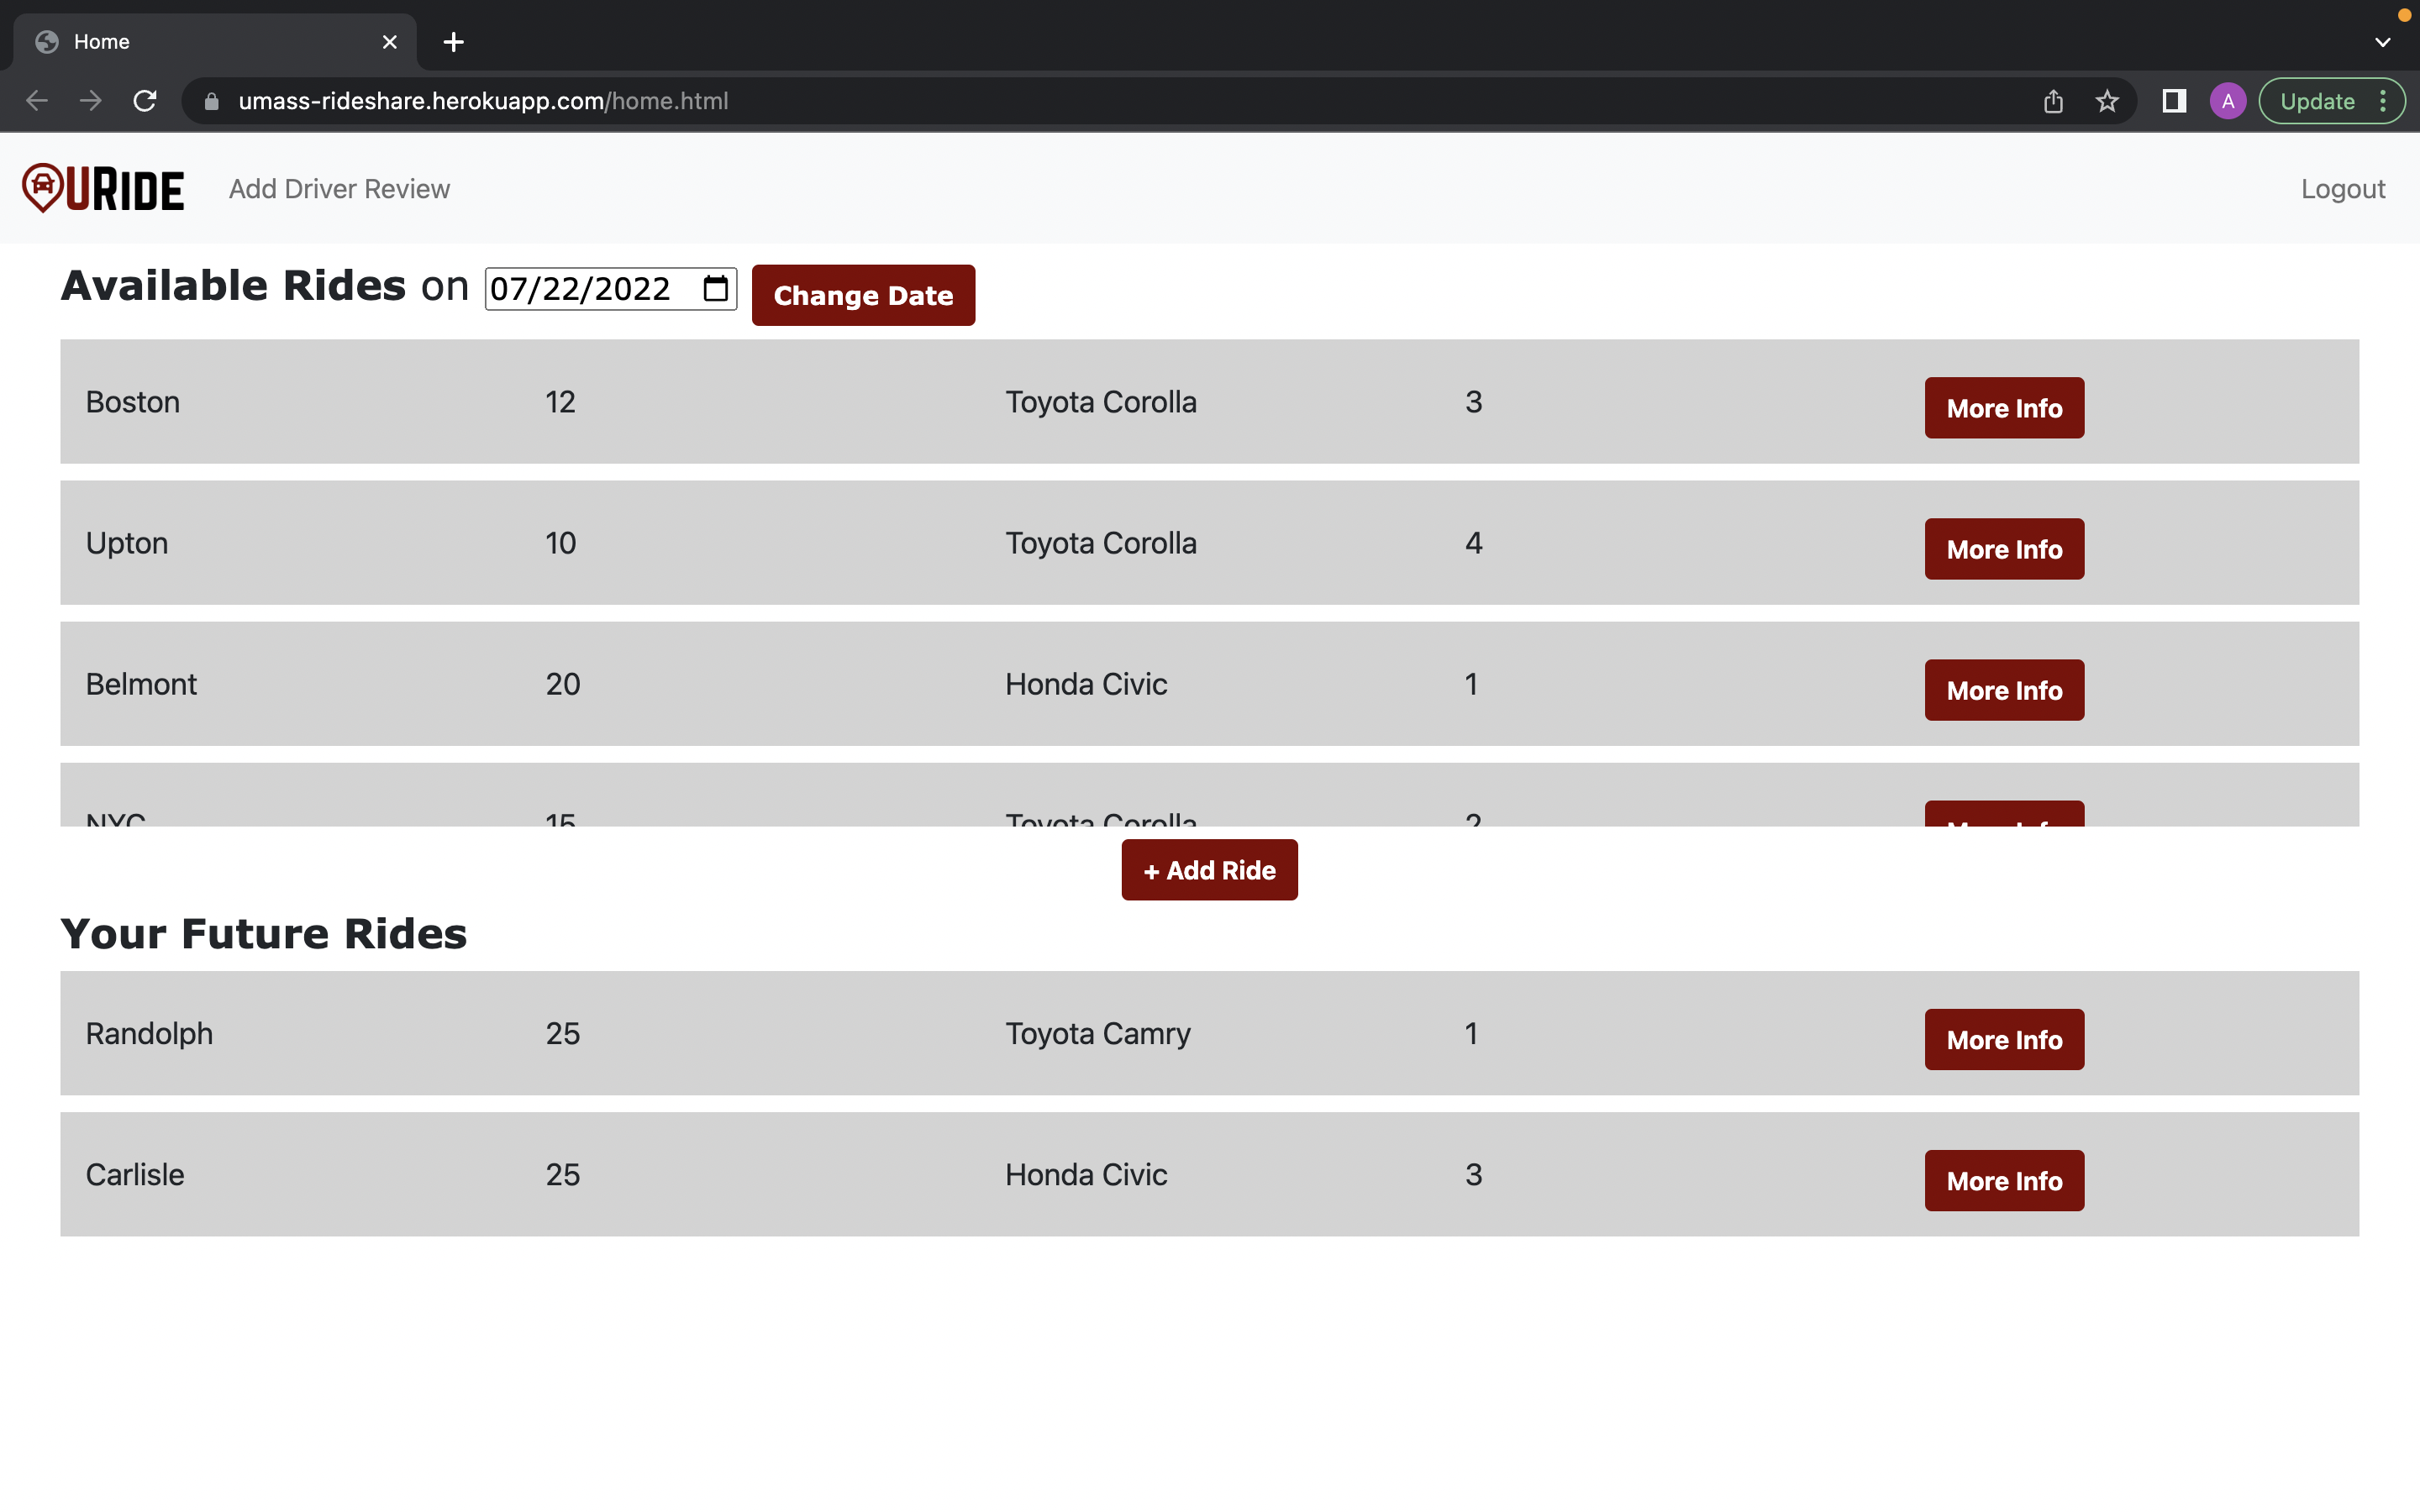 Home
umass-rideshare.herokuapp.com/home.html
A
Update
URIDE
Add Driver Review
Logout
Available Rides on 07/22/2022 Change Date
Boston 12 Toyota Corolla 3 More Info
Upton 10 Toyota Corolla 4 More Info
Belmont 20 Honda Civic 1 More Info
NYC 15 Toyota Corolla 2 More Info
+ Add Ride
Your Future Rides
Randolph 25 Toyota Camry 1 More Info
Carlisle 25 Honda Civic 3 More Info